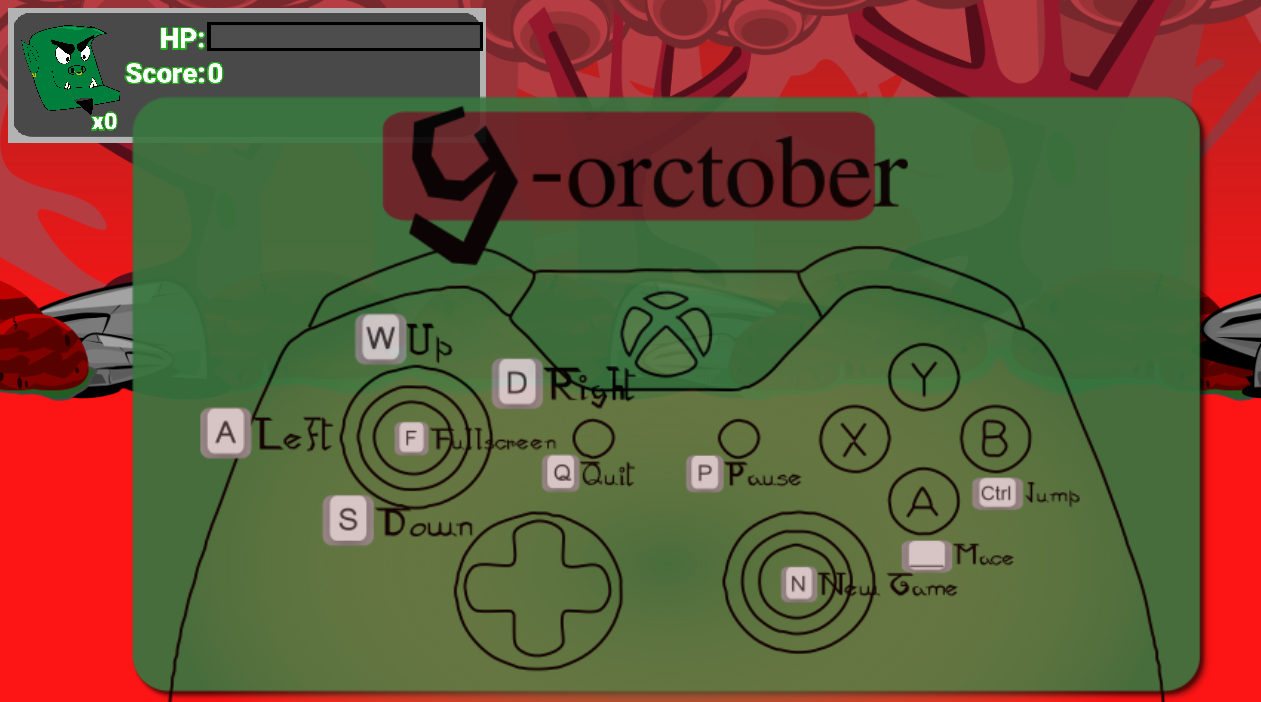 HP:
Score:0
x0
9-orctober
W Up
D Right
Y
A Left
F Fullscreen
X
B
Q Quit
P Pause
Ctrl Jump
A
S Down
Mace
N New Game